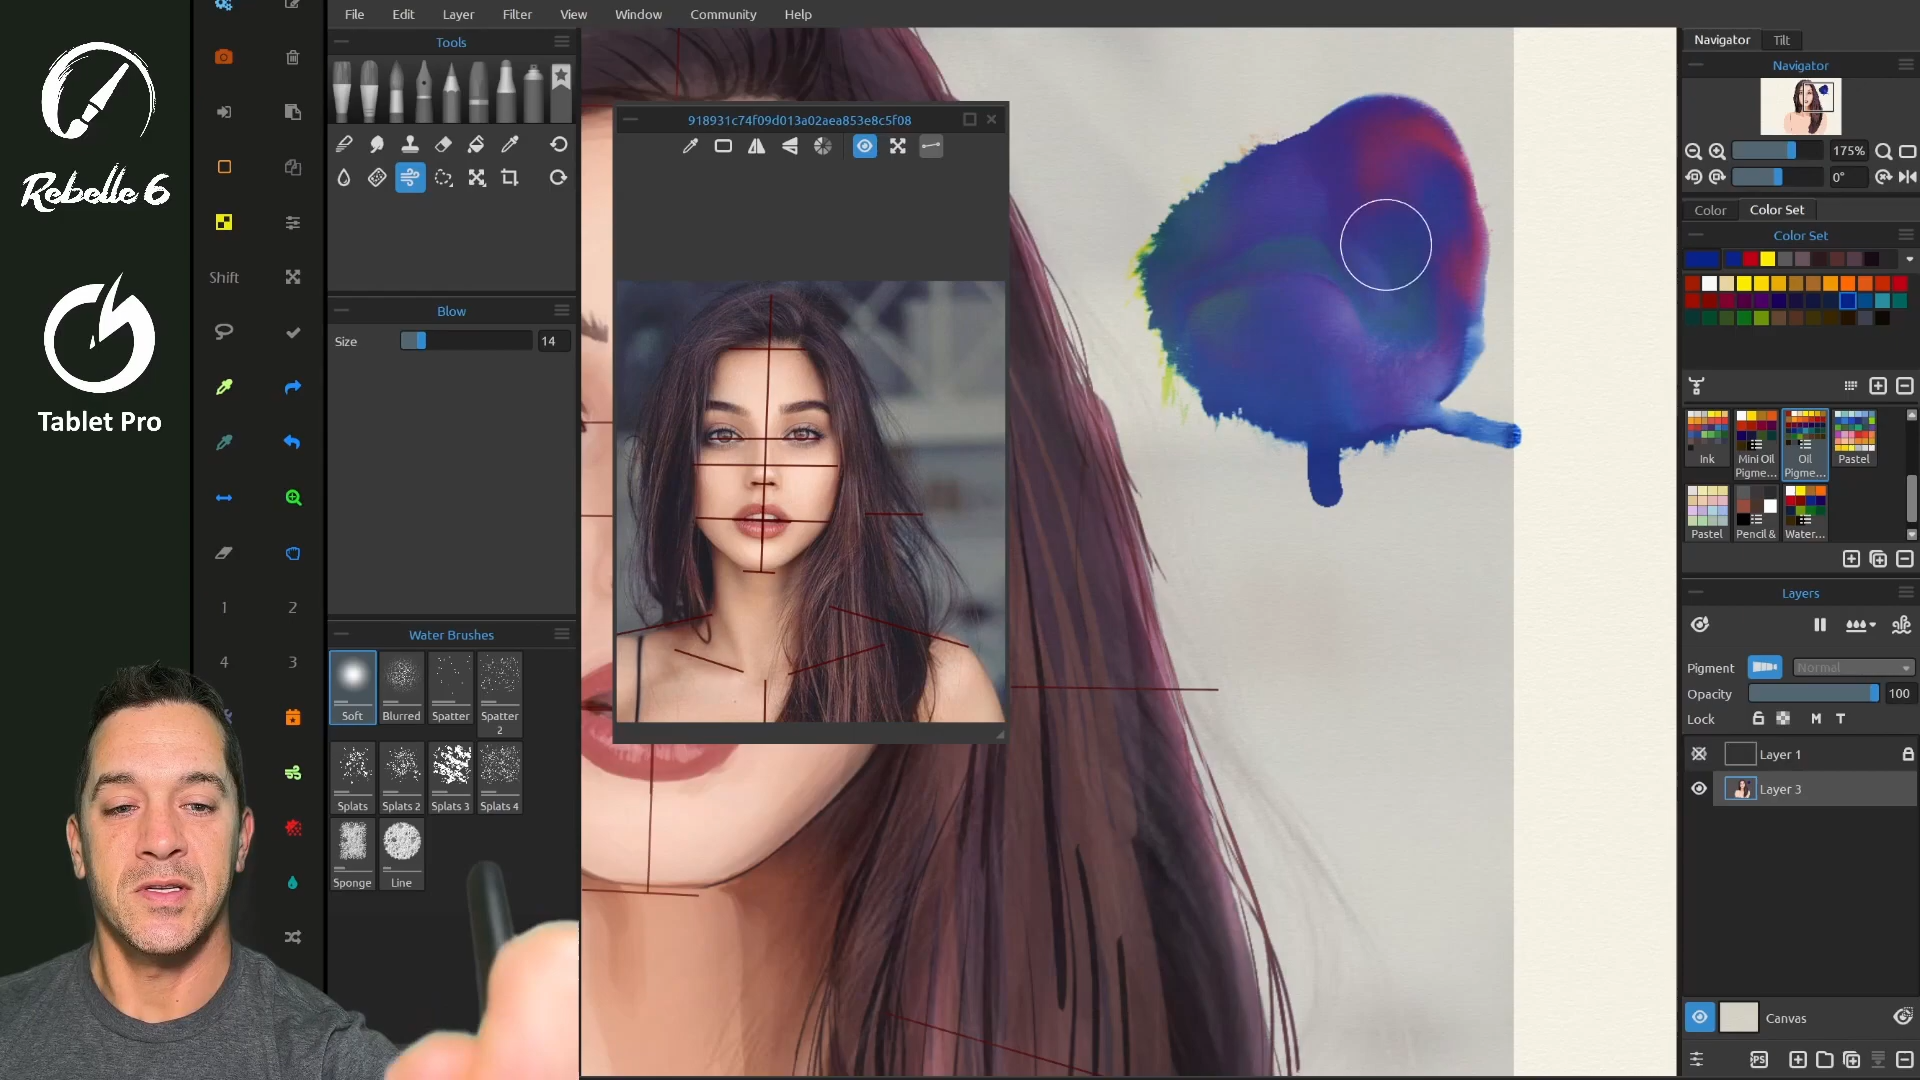 Rebelle 6
Tablet Pro
Shift
1 2
4 3
File Edit Layer Filter View Window Community Help
Tools
Blow
Size 14
Water Brushes
Soft Blurred Spatter Spatter 2
Splats Splats 2 Splats 3 Splats 4
Sponge Line
918931c74f09d013a02aea853e8c5f08
Navigator Tilt
Navigator
175%
0°
Color Color Set
Color Set
Ink Mini Oil Pigme... Oil Pigme... Pastel
Pastel Pencil & Water...
Layers
Pigment Normal
Opacity 100
Lock M T
Layer 1
Layer 3
Canvas
PS